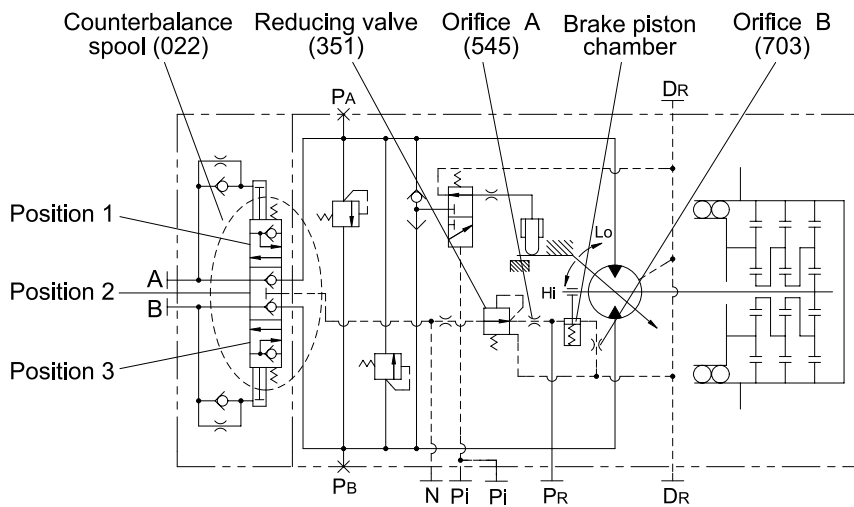 Counterbalance spool (022)
Reducing valve (351)
Orifice A (545)
Brake piston chamber
Orifice B (703)
PA
DR
Position 1
Lo
A
Position 2
Hi
B
Position 3
PB
N
Pi
Pi
PR
DR